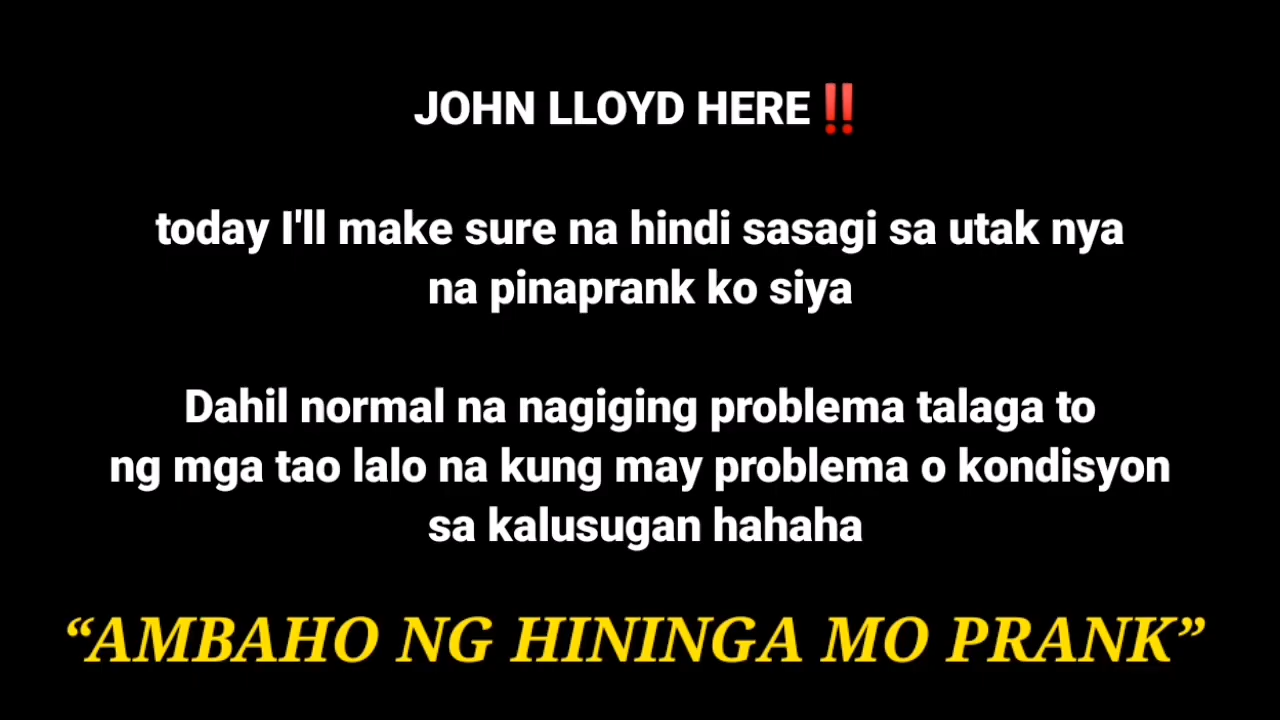 JOHN LLOYD HERE‼️
today I'll make sure na hindi sasagi sa utak nya
na pinaprank ko siya
Dahil normal na nagiging problema talaga to
ng mga tao lalo na kung may problema o kondisyon
sa kalusugan hahaha
“AMBAHO NG HININGA MO PRANK”